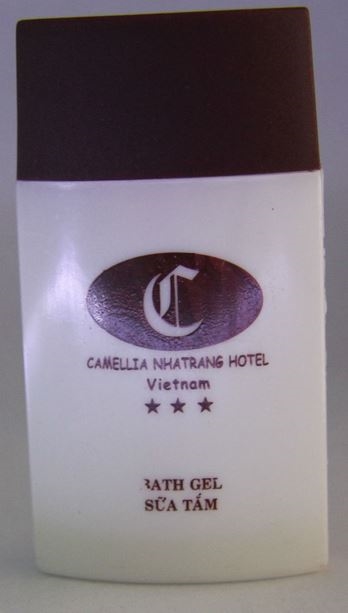 C
CAMELLIA NHATRANG HOTEL
Vietnam
★★★
BATH GEL
SỮA TẮM